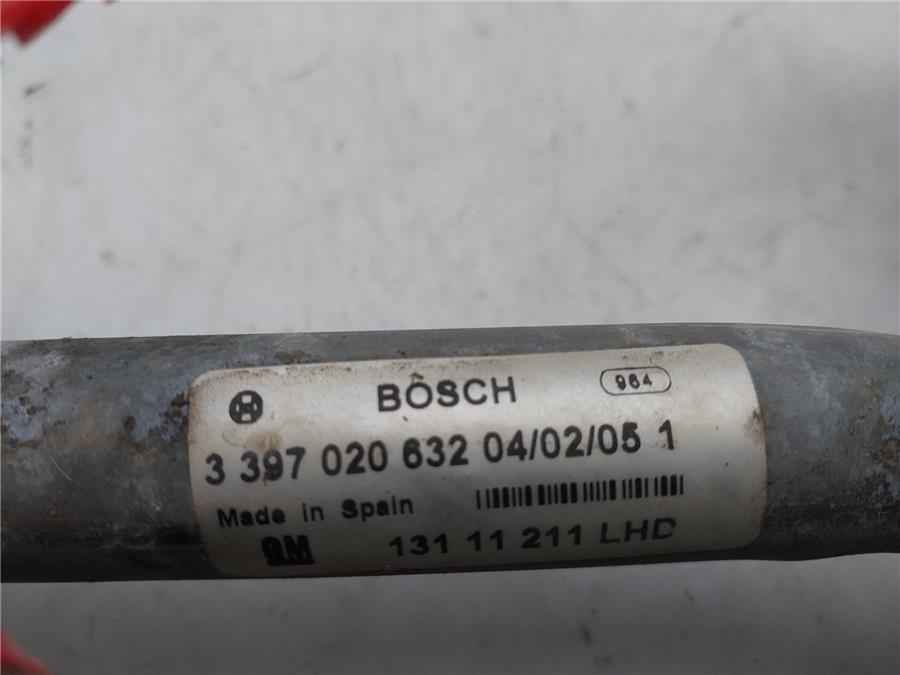 BOSCH 964
3 397 020 632 04/02/05 1
Made in Spain
GM 131 11 211 LHD